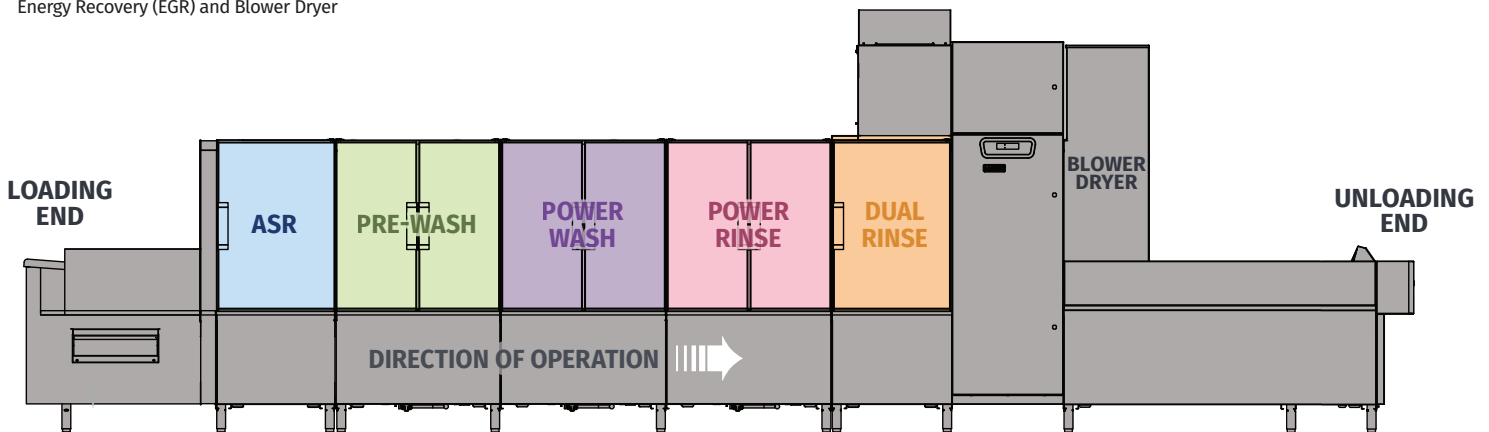 Energy Recovery (EGR) and Blower Dryer
LOADING
END
ASR
PRE-WASH
POWER
WASH
POWER
RINSE
DUAL
RINSE
BLOWER
DRYER
UNLOADING
END
DIRECTION OF OPERATION